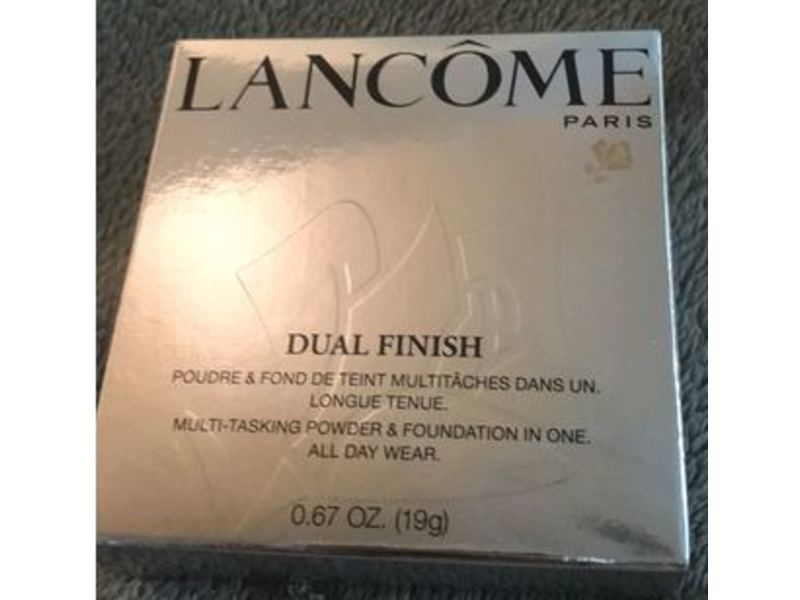 LANCÔME
PARIS
DUAL FINISH
POUDRE & FOND DE TEINT MULTITÂCHES DANS UN.
LONGUE TENUE.
MULTI-TASKING POWDER & FOUNDATION IN ONE.
ALL DAY WEAR.
0.67 OZ. (19g)